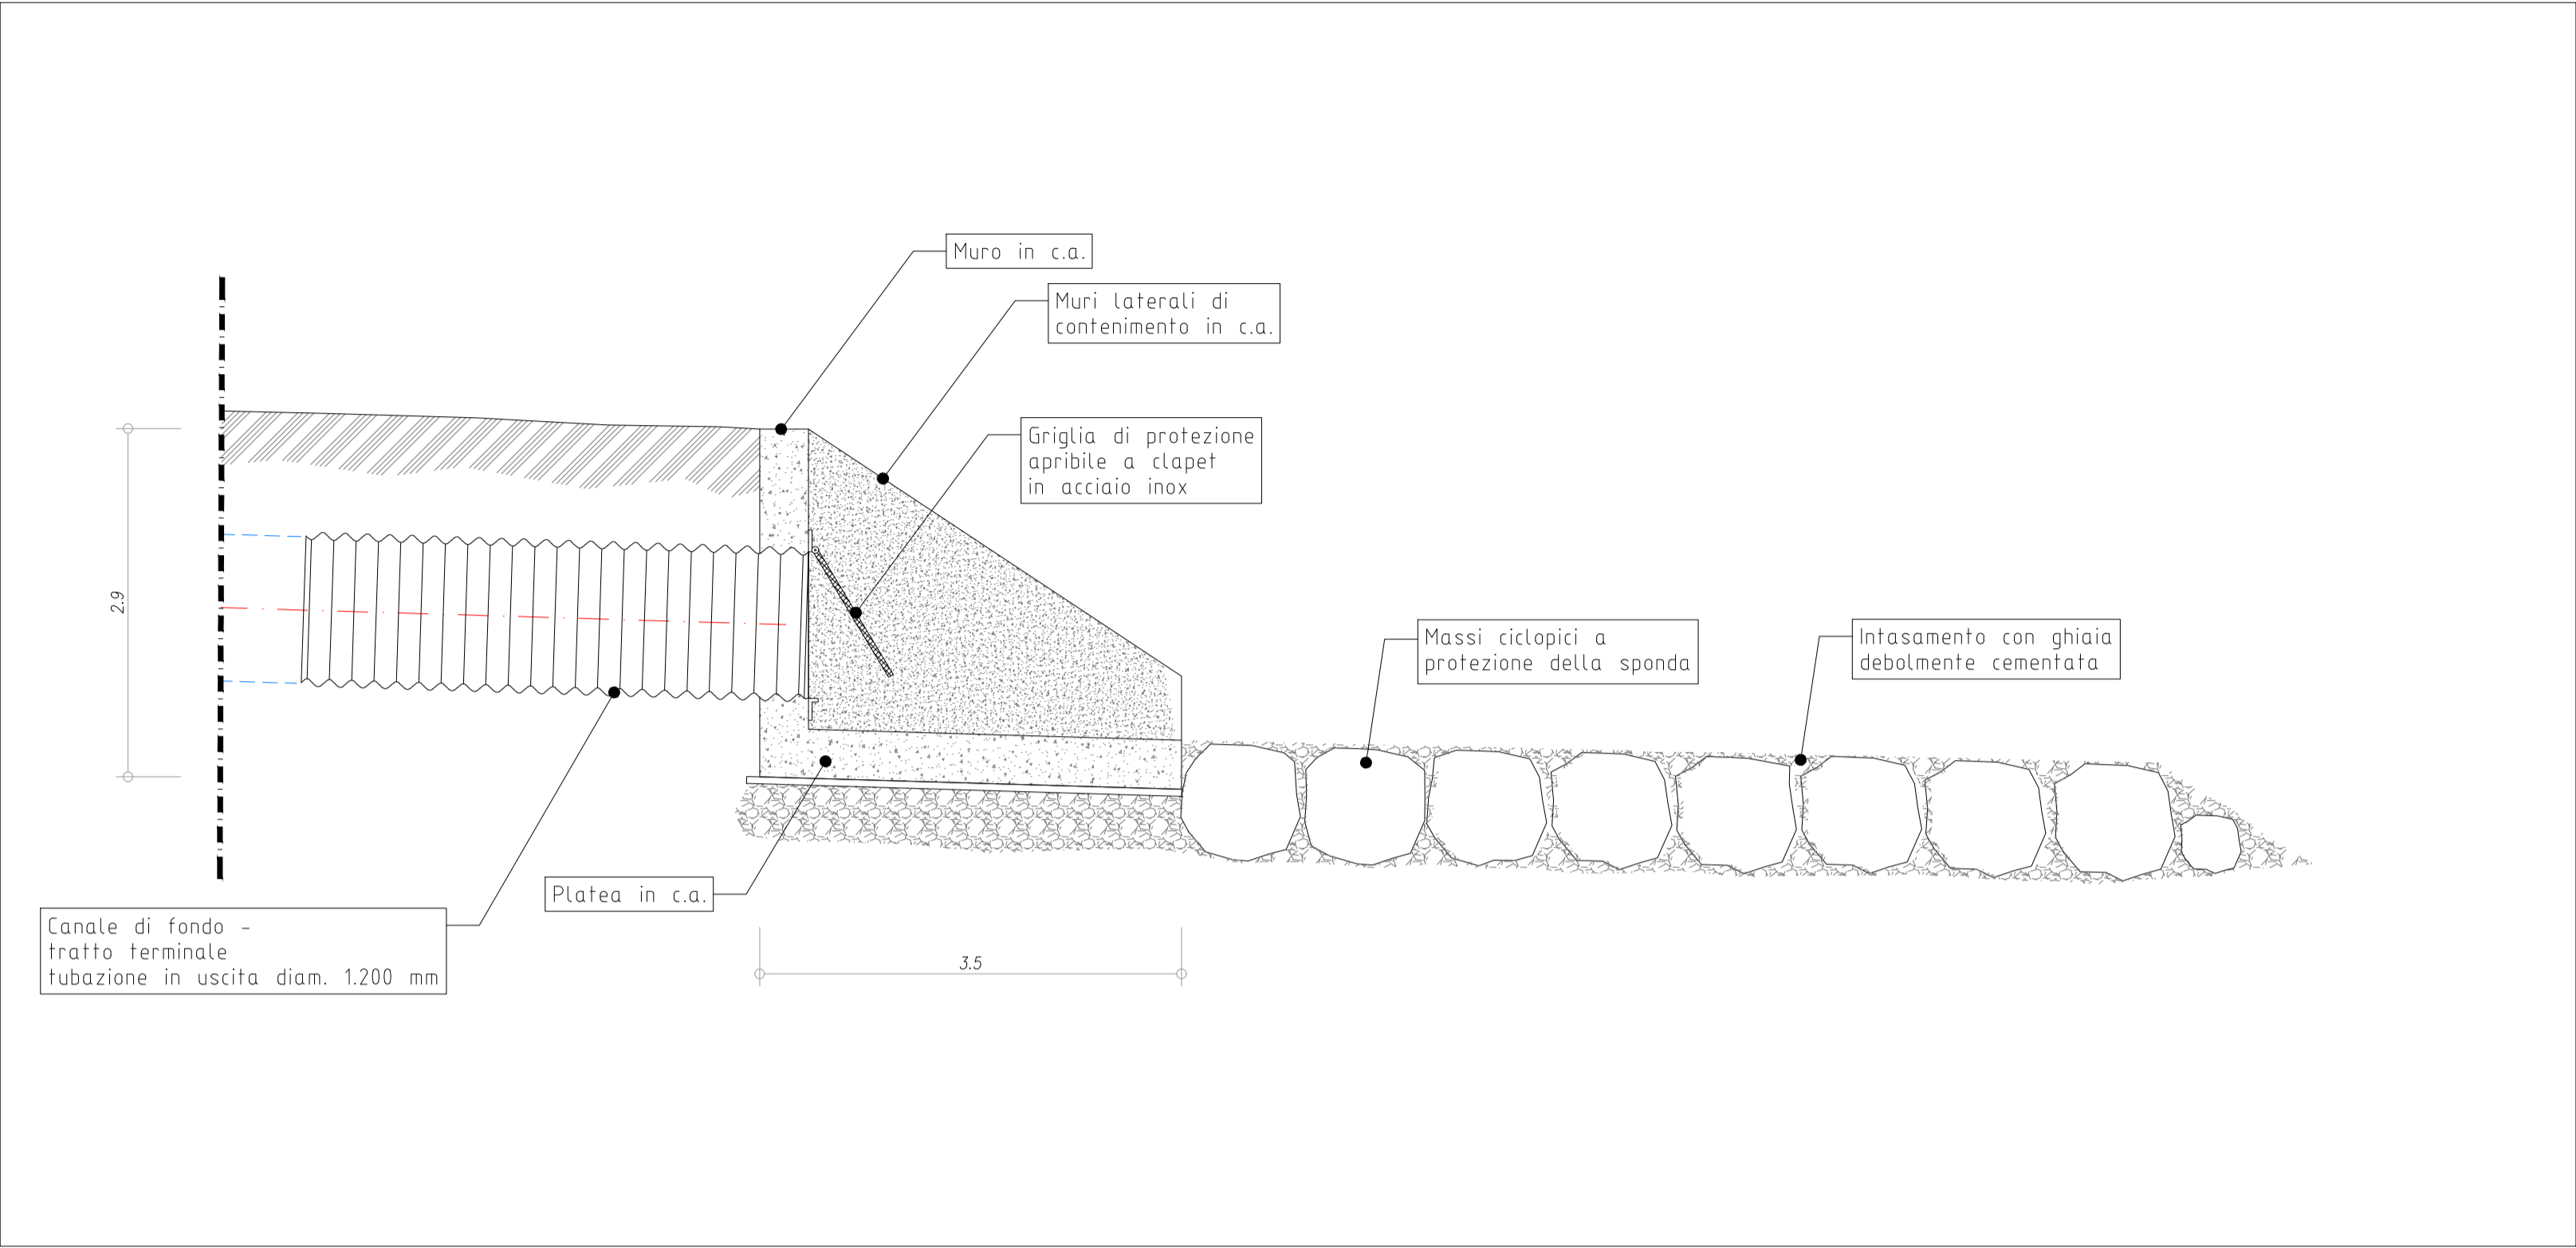 Muro in c.a.
Muri laterali di
contenimento in c.a.
Griglia di protezione
apribile a clapet
in acciaio inox
2.9
Massi ciclopici a
protezione della sponda
Intasamento con ghiaia
debolmente cementata
Platea in c.a.
Canale di fondo -
tratto terminale
tubazione in uscita diam. 1.200 mm
3.5